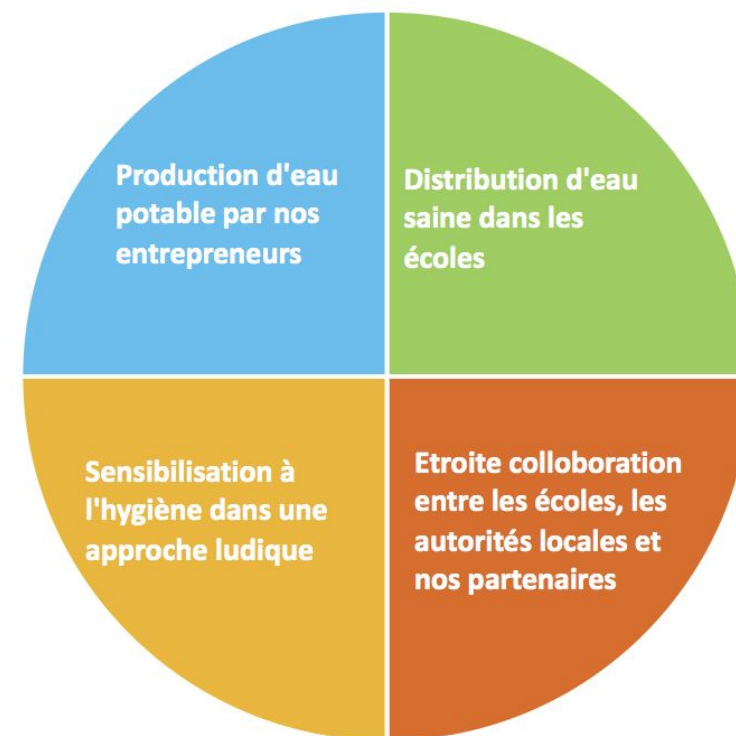 Production d'eau
potable par nos
entrepreneurs
Distribution d'eau
saine dans les
écoles
Sensibilisation à
l'hygiène dans une
approche ludique
Etroite colloboration
entre les écoles, les
autorités locales et
nos partenaires